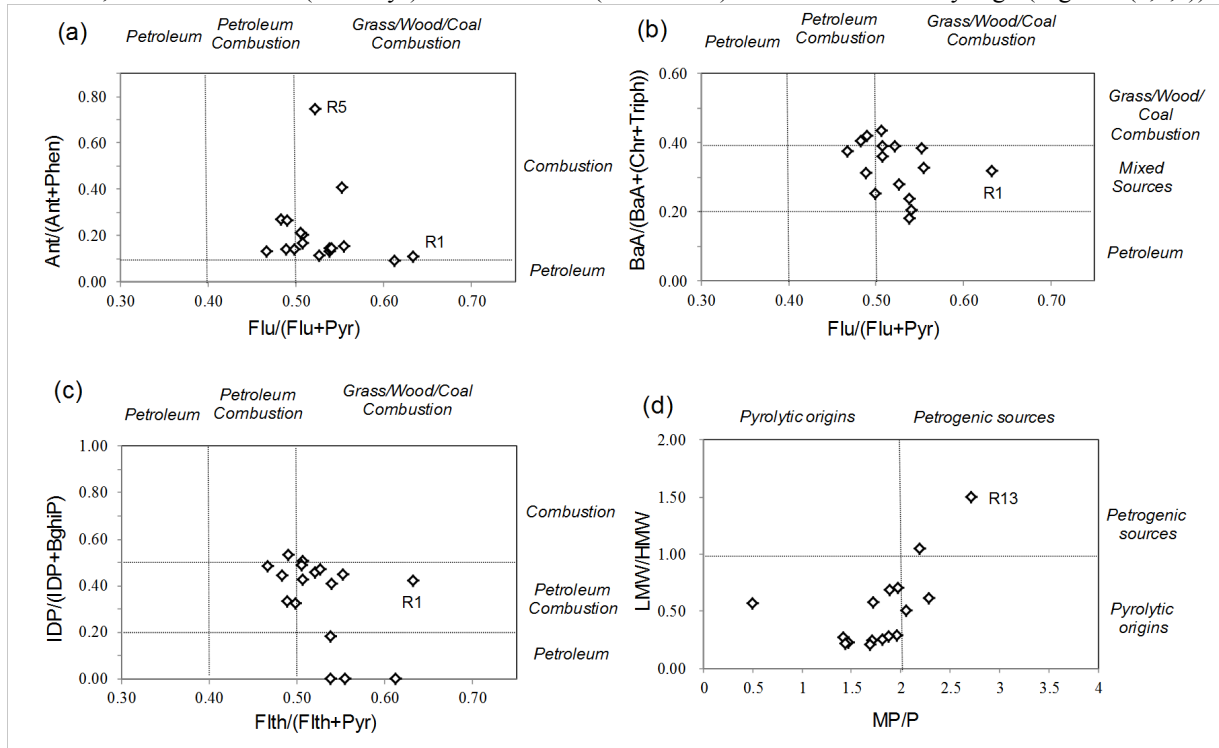 (a)
Petroleum
Petroleum
Combustion
Grass/Wood/Coal
Combustion
Ant/(Ant+Phen)
0.80
0.60
0.40
0.20
0.00
R5
R1
Combustion
Petroleum
0.30 0.40 0.50 0.60 0.70
Flu/(Flu+Pyr)
(b)
Petroleum
Petroleum
Combustion
Grass/Wood/Coal
Combustion
BaA/(BaA+(Chr+Triph))
0.60
0.40
0.20
0.00
R1
Grass/Wood/
Coal
Combustion
Mixed
Sources
Petroleum
0.30 0.40 0.50 0.60 0.70
Flu/(Flu+Pyr)
(c)
Petroleum
Petroleum
Combustion
Grass/Wood/Coal
Combustion
IDP/(IDP+BghiP)
1.00
0.80
0.60
0.40
0.20
0.00
R1
Combustion
Petroleum
Combustion
Petroleum
0.30 0.40 0.50 0.60 0.70
Flth/(Flth+Pyr)
(d)
Pyrolytic origins
Petrogenic sources
LMW/HMW
2.00
1.50
1.00
0.50
0.00
R13
Petrogenic
sources
Pyrolytic
origins
0 0.5 1 1.5 2 2.5 3 3.5 4
MP/P